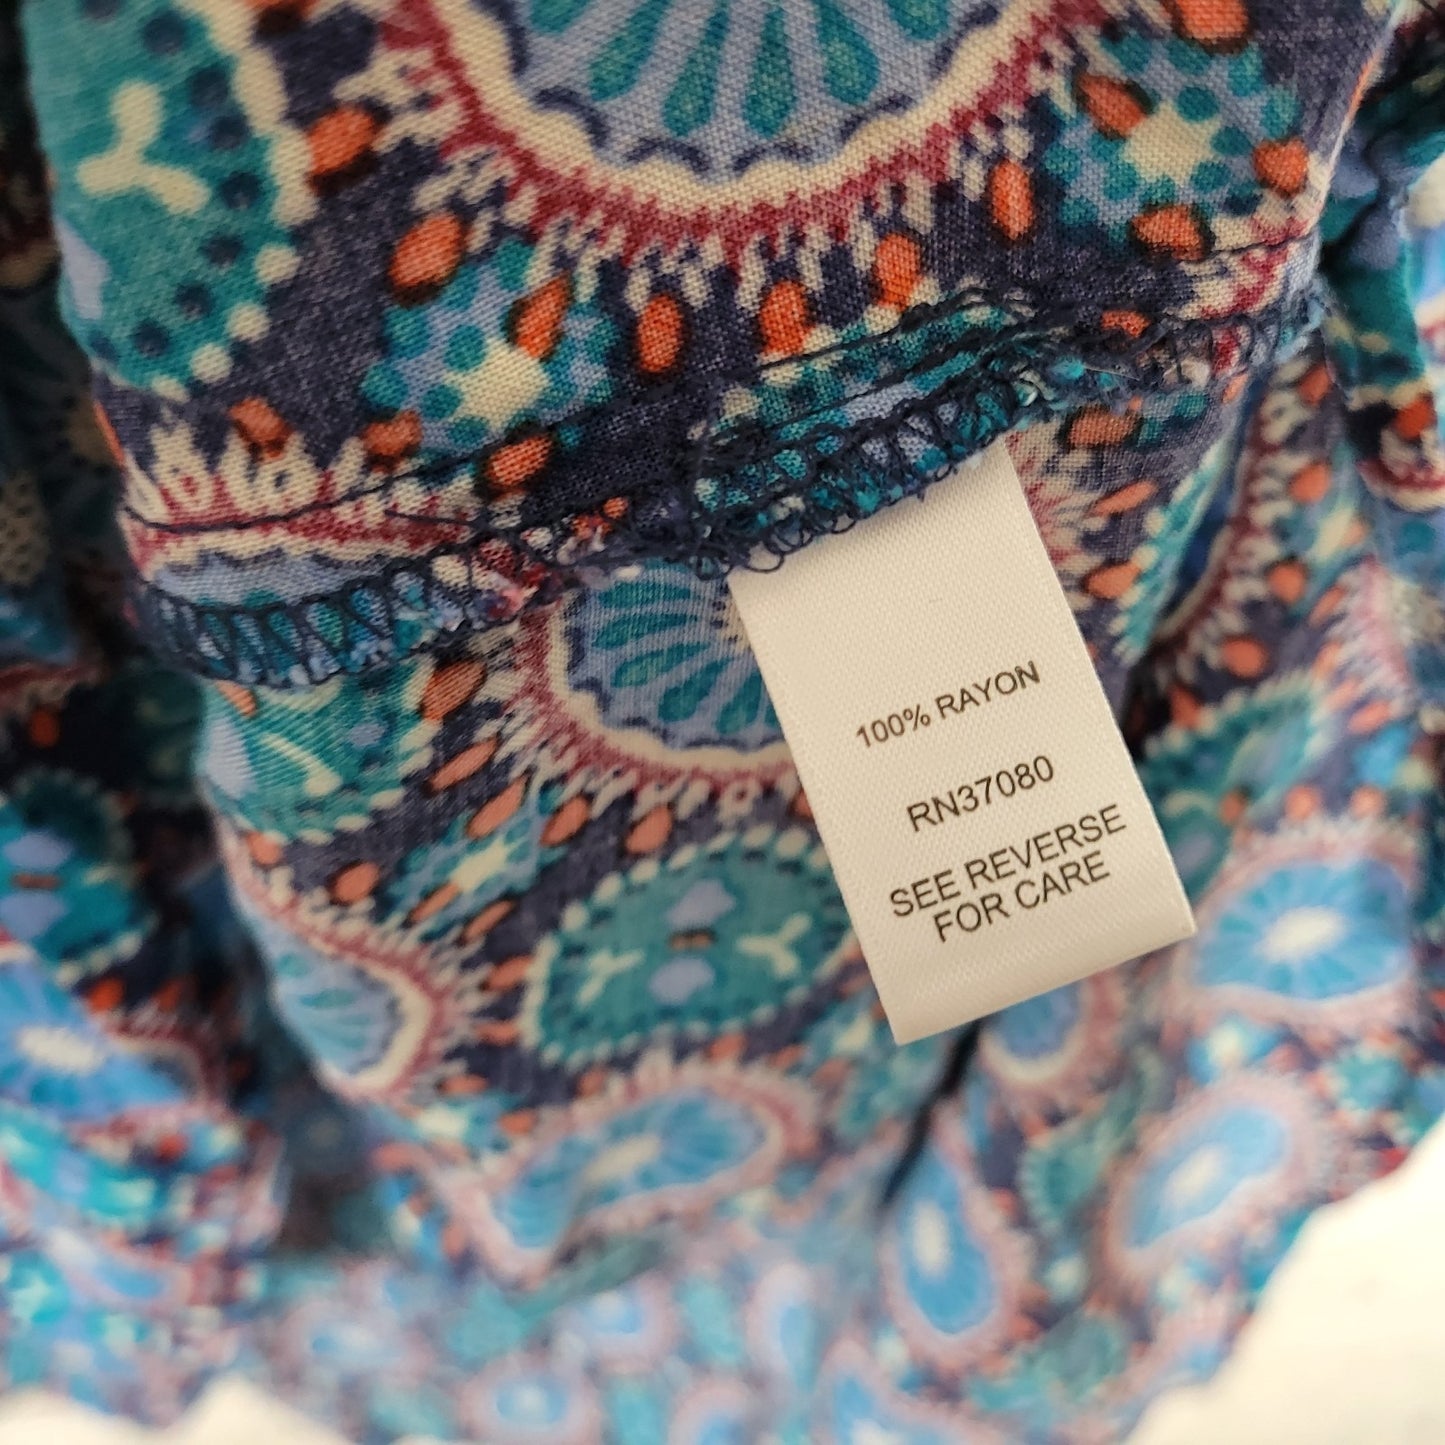 100% RAYON
RN37080
SEE REVERSE
FOR CARE